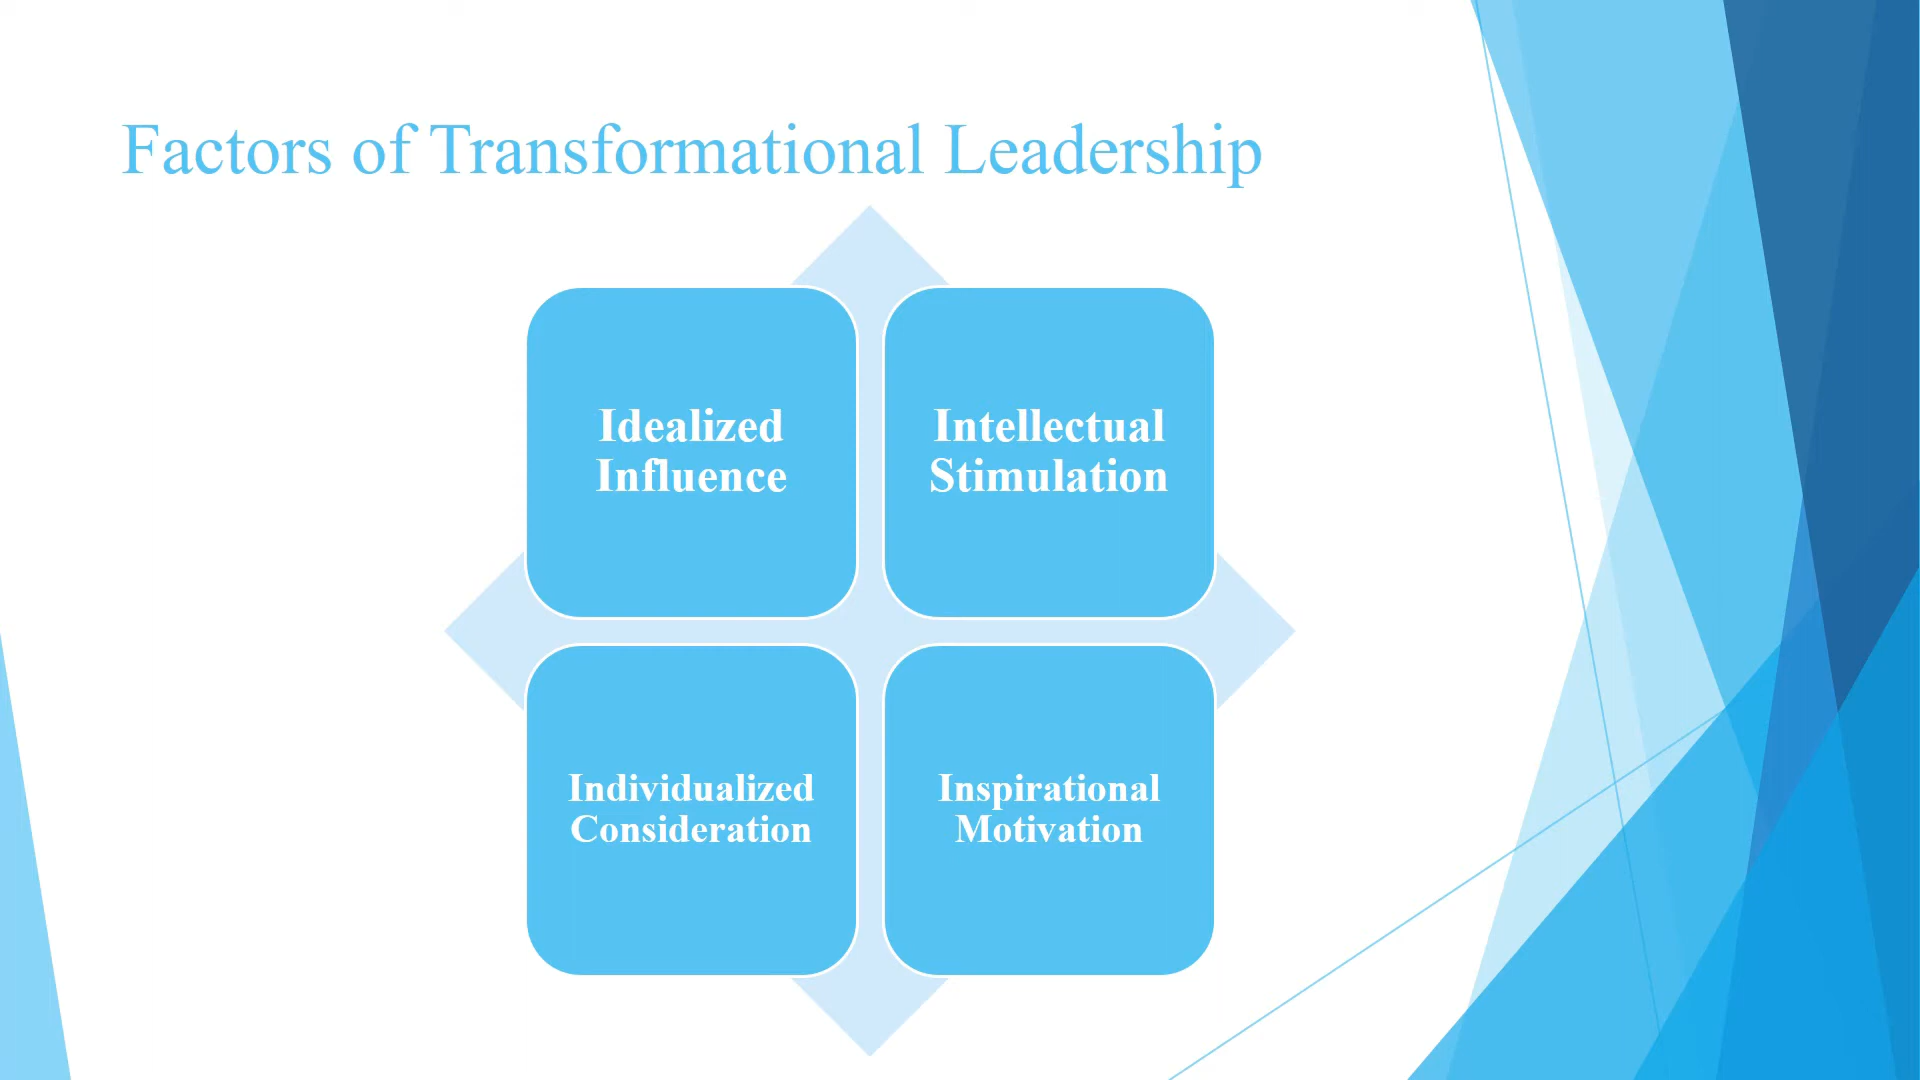 Factors of Transformational Leadership
Idealized
Influence
Intellectual
Stimulation
Individualized
Consideration
Inspirational
Motivation